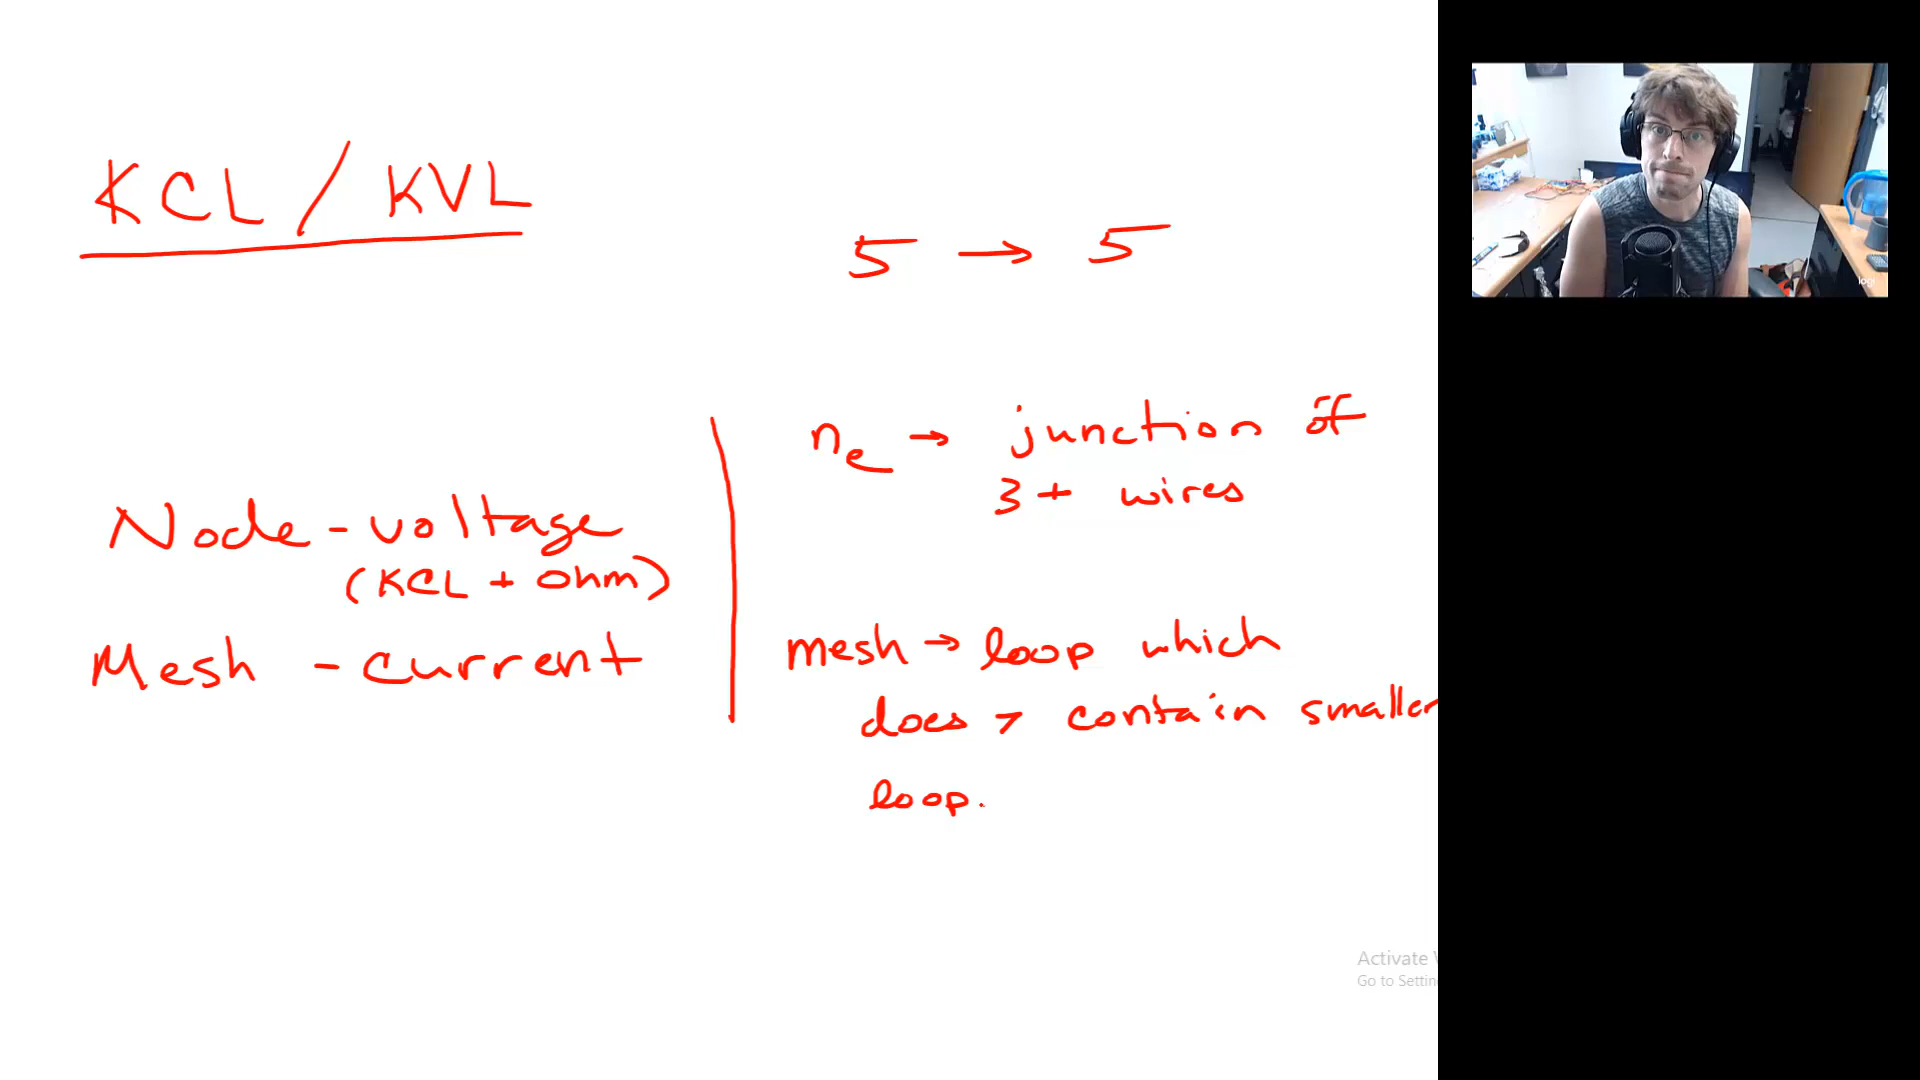 KCL / KVL
5 → 5
Node - voltage
(KCL + Ohm)
Mesh - current
nₑ → junction of
3 + wires
mesh → loop which
does ¬ contain smaller
loop.
Activate
Go to Settin
logi